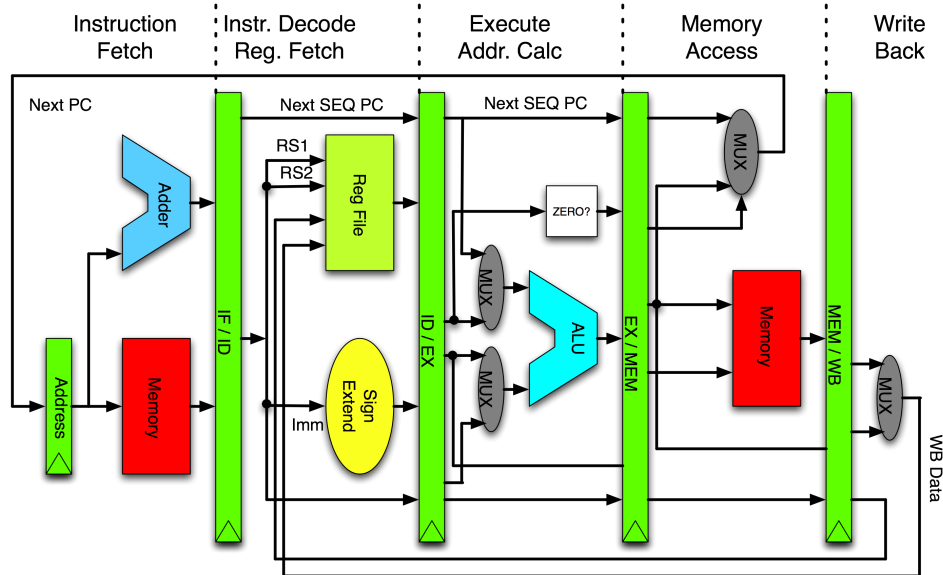 Instruction
Fetch
Instr. Decode
Reg. Fetch
Execute
Addr. Calc
Memory
Access
Write
Back
Next PC
Next SEQ PC
Next SEQ PC
RS1
RS2
Adder
Reg File
ZERO?
MUX
MUX
MUX
ALU
Memory
MUX
IF / ID
ID / EX
EX / MEM
MEM / WB
Address
Memory
Sign
Extend
Imm
WB Data